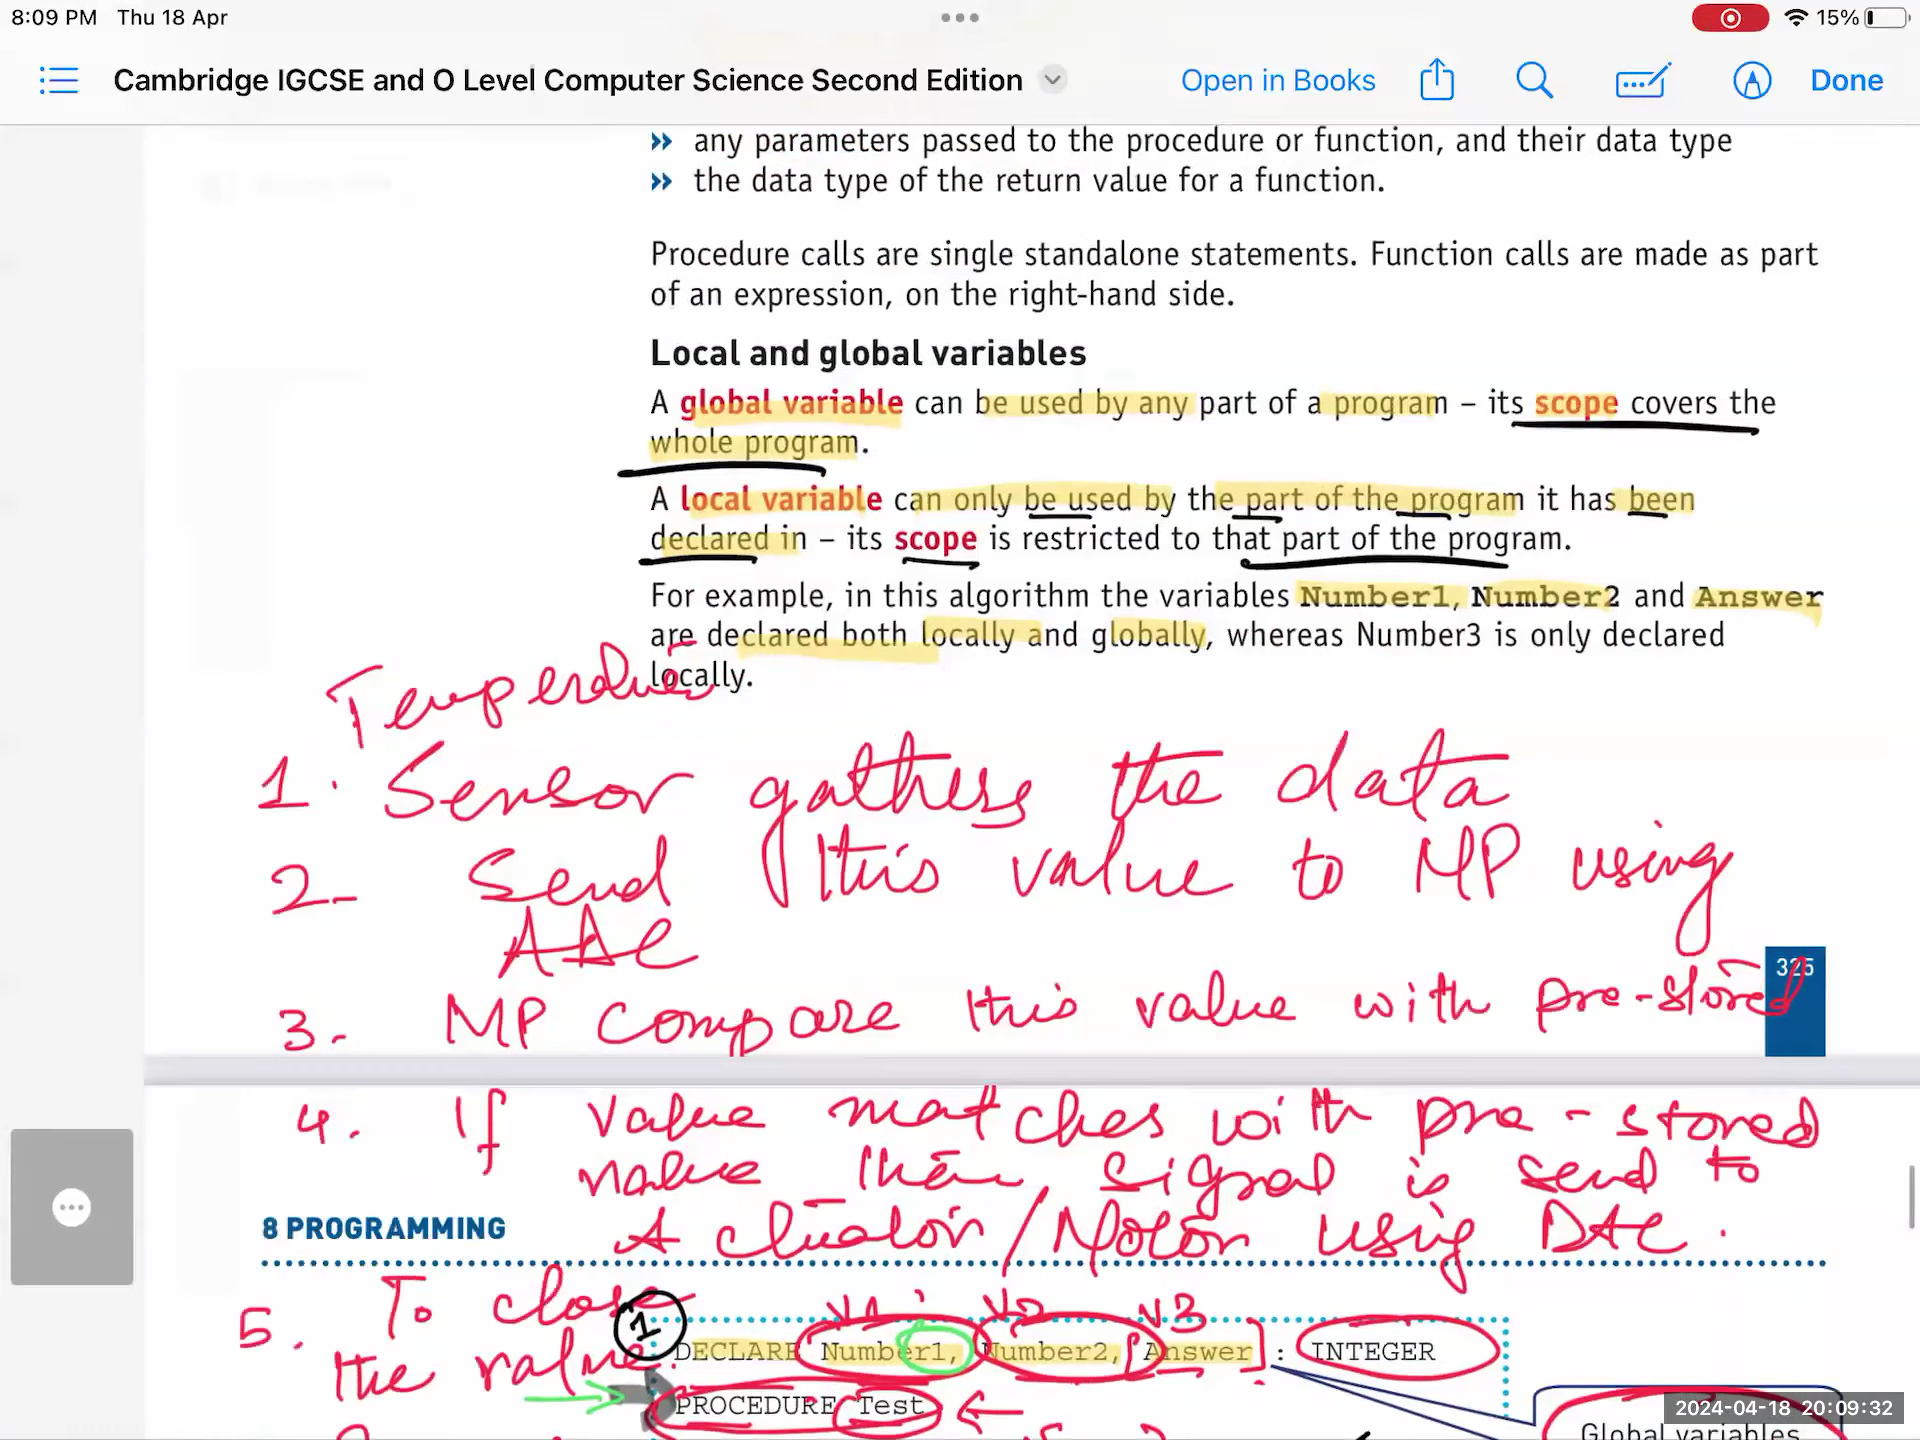 8:09 PM Thu 18 Apr
15%
Cambridge IGCSE and O Level Computer Science Second Edition
Open in Books
Done
» any parameters passed to the procedure or function, and their data type
» the data type of the return value for a function.
Procedure calls are single standalone statements. Function calls are made as part
of an expression, on the right-hand side.
Local and global variables
A global variable can be used by any part of a program – its scope covers the
whole program.
A local variable can only be used by the part of the program it has been
declared in – its scope is restricted to that part of the program.
For example, in this algorithm the variables Number1, Number2 and Answer
are declared both locally and globally, whereas Number3 is only declared
locally.
1. Sensor gathers the data
2- Send this value to MP using
ADC
325
3. MP compare this value with pre-stored
4. If value matches with pre-stored
value then signal is send to
8 PROGRAMMING
Actuator/Motor using DAC.
5. To close
the value.
1
V1 V2 V3
DECLARE Number1, Number2, Answer : INTEGER
PROCEDURE Test
2024-04-18 20:09:32
Global variables